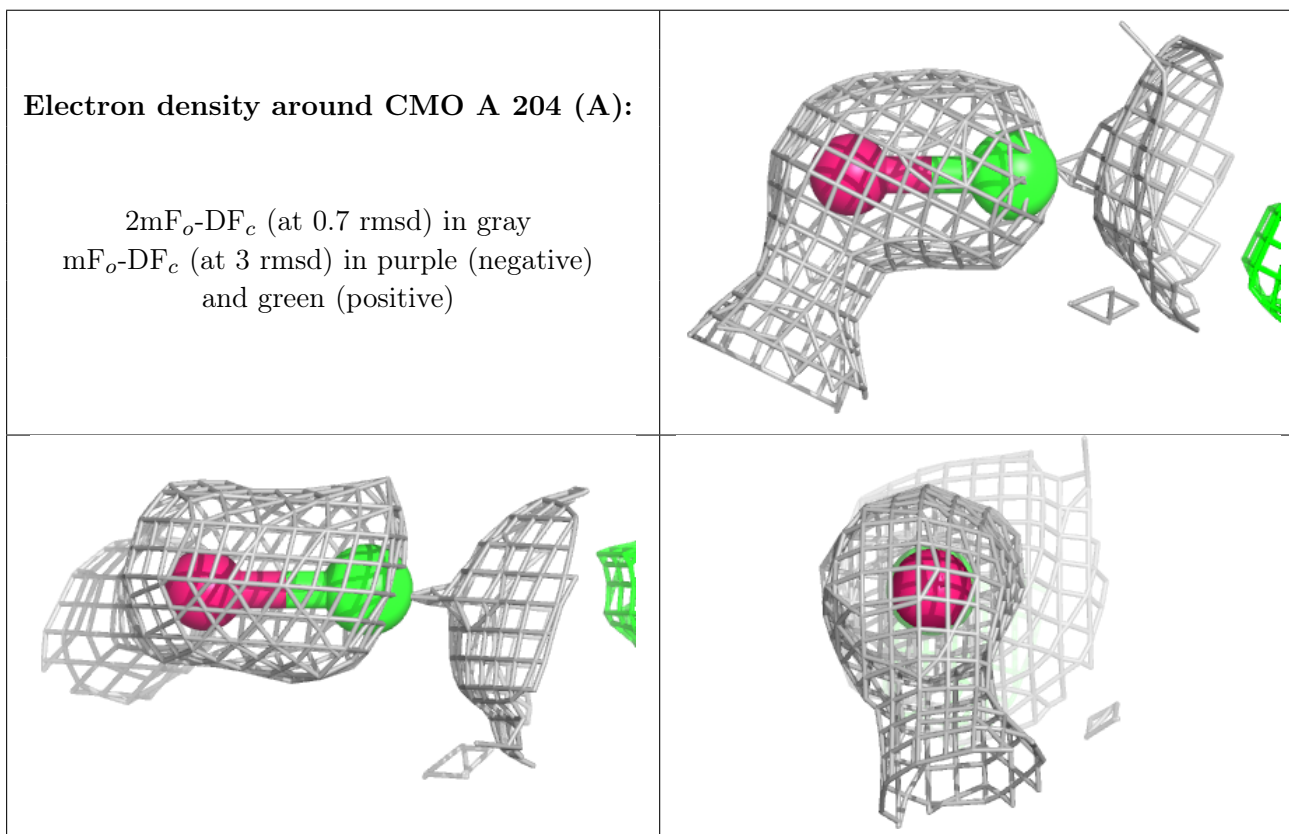 Electron density around CMO A 204 (A):
2mFo-DFc (at 0.7 rmsd) in gray
mFo-DFc (at 3 rmsd) in purple (negative)
and green (positive)